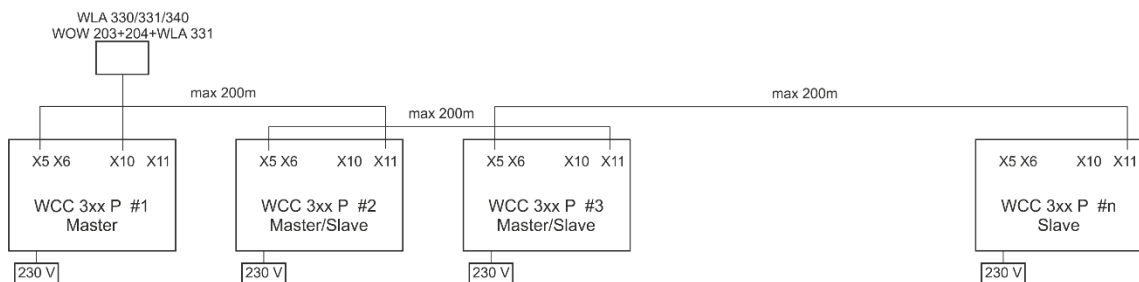 WLA 330/331/340
WOW 203+204+WLA 331
max 200m
max 200m
max 200m
X5 X6 X10 X11
WCC 3xx P #1
Master
230 V
X5 X6 X10 X11
WCC 3xx P #2
Master/Slave
X5 X6 X10 X11
WCC 3xx P #3
Master/Slave
230 V
X5 X6 X10 X11
WCC 3xx P #n
Slave
230 V
230 V